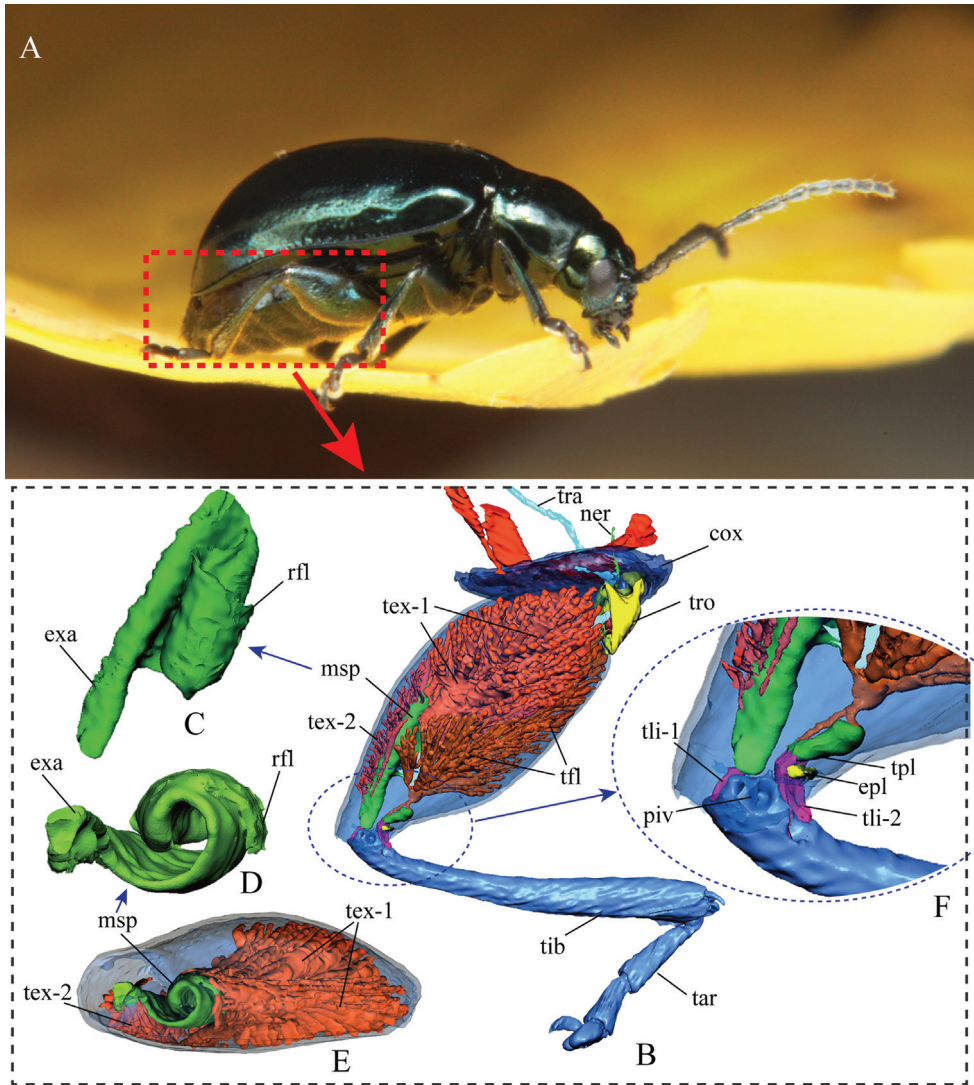 A
tra
ner
cox
rfl
tex-1
tro
exa
msp
C
tex-2
tli-1
tfl
tpl
exa
rfl
epl
piv
tli-2
D
F
msp
tex-1
tib
tex-2
tar
E
B